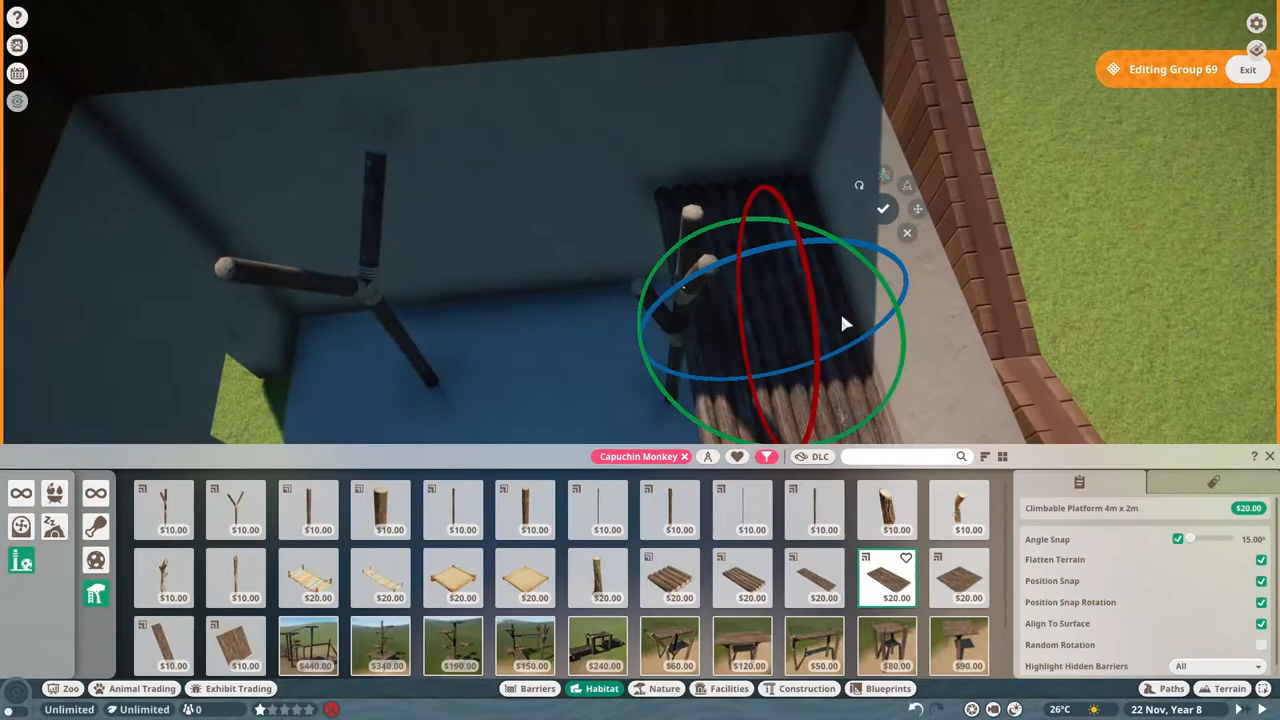 ?
Editing Group 69
Exit
Capuchin Monkey
DLC
?
$10.00 $10.00 $10.00 $10.00 $10.00 $10.00 $10.00 $10.00 $10.00 $10.00 $10.00 $10.00
$10.00 $10.00 $20.00 $20.00 $20.00 $20.00 $10.00 $20.00 $20.00 $20.00 $20.00 $20.00
$10.00 $10.00 $440.00 $340.00 $190.00 $150.00 $240.00 $60.00 $120.00 $50.00 $80.00 $90.00
Climbable Platform 4m x 2m $20.00
Angle Snap 15.00°
Flatten Terrain
Position Snap
Position Snap Rotation
Align To Surface
Random Rotation
Highlight Hidden Barriers All
Zoo Animal Trading Exhibit Trading Barriers Habitat Nature Facilities Construction Blueprints Paths Terrain
Unlimited Unlimited 0 26°C 22 Nov, Year 8